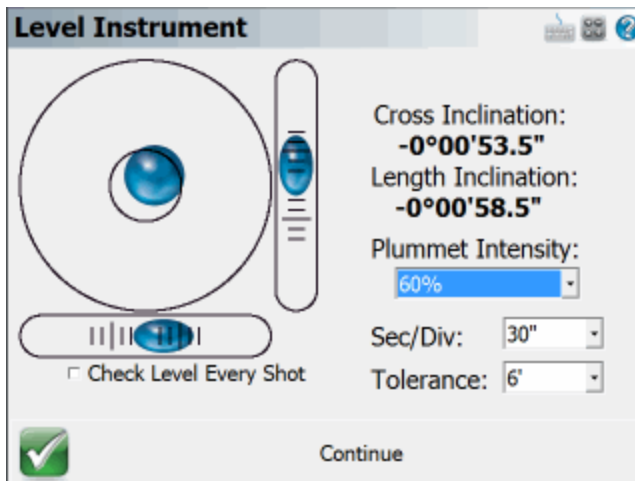 Level Instrument
Cross Inclination:
-0°00'53.5"
Length Inclination:
-0°00'58.5"
Plummet Intensity:
60%
Sec/Div: 30"
Check Level Every Shot
Tolerance: 6'
Continue